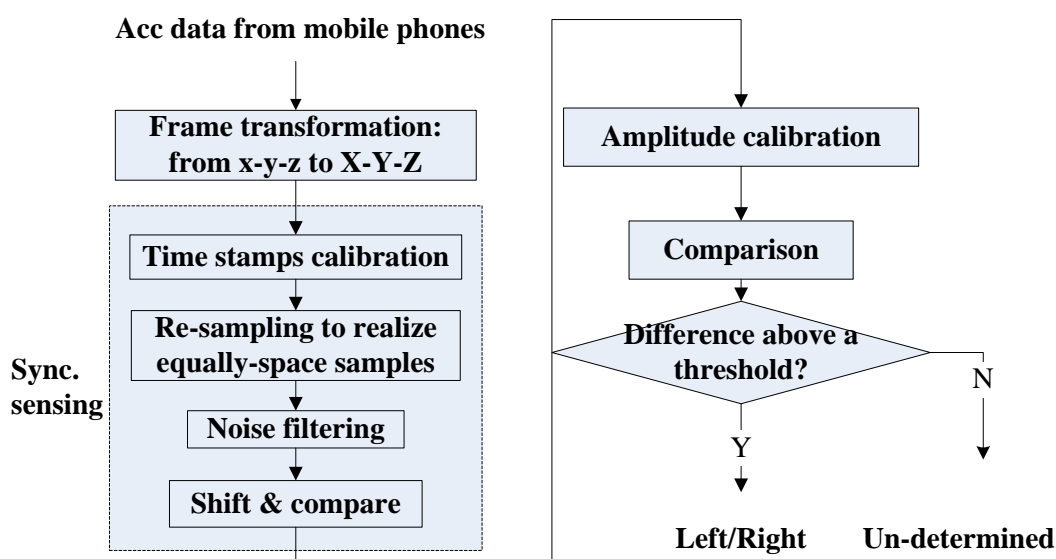 Acc data from mobile phones
Frame transformation:
from x-y-z to X-Y-Z
Sync.
sensing
Time stamps calibration
Re-sampling to realize
equally-space samples
Noise filtering
Shift & compare
Amplitude calibration
Comparison
Difference above a
threshold?
Y
N
Left/Right
Un-determined